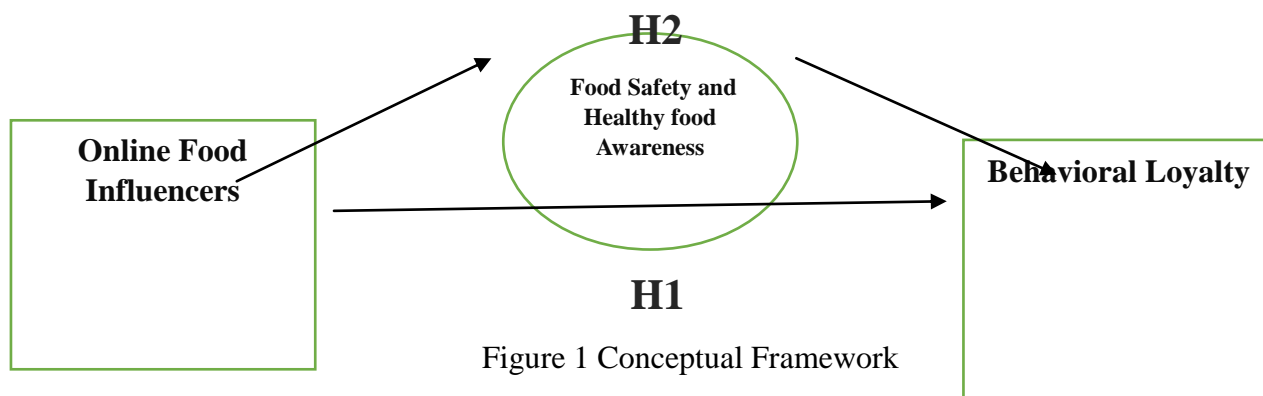 H2
Food Safety and
Healthy food
Awareness
Online Food
Influencers
Behavioral Loyalty
H1
Figure 1 Conceptual Framework